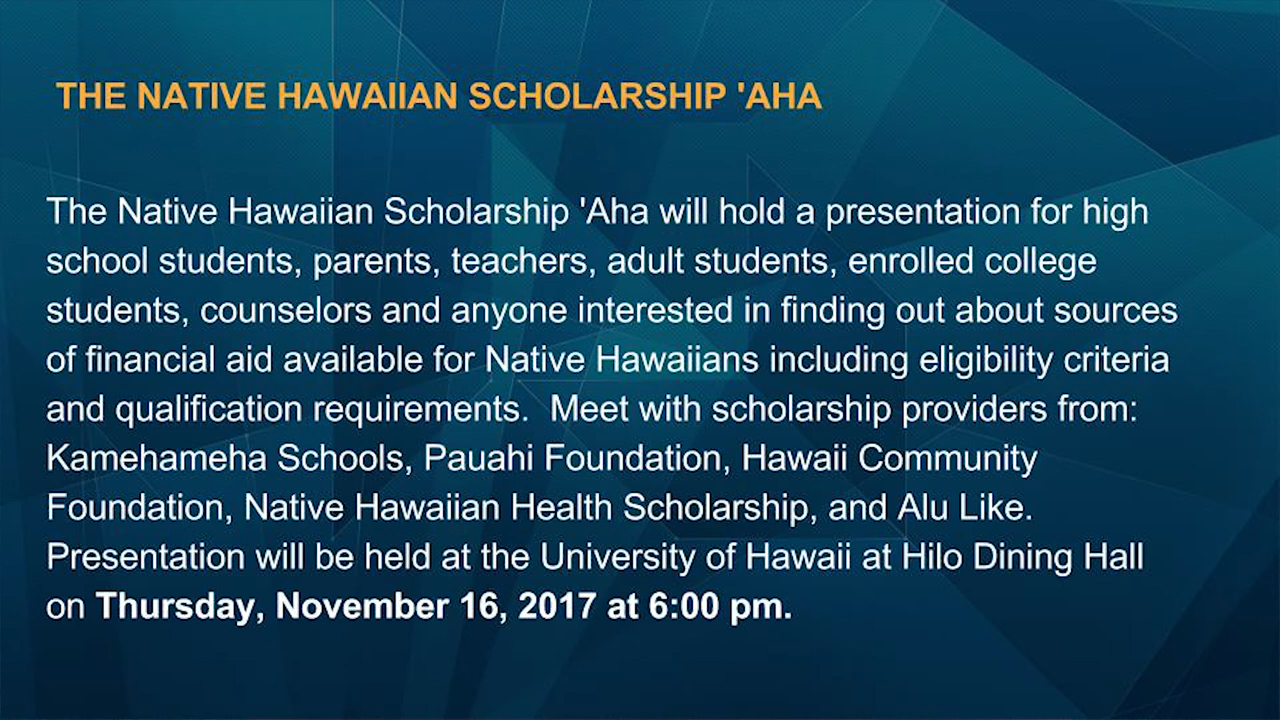 THE NATIVE HAWAIIAN SCHOLARSHIP 'AHA
The Native Hawaiian Scholarship 'Aha will hold a presentation for high
school students, parents, teachers, adult students, enrolled college
students, counselors and anyone interested in finding out about sources
of financial aid available for Native Hawaiians including eligibility criteria
and qualification requirements.  Meet with scholarship providers from:
Kamehameha Schools, Pauahi Foundation, Hawaii Community
Foundation, Native Hawaiian Health Scholarship, and Alu Like.
Presentation will be held at the University of Hawaii at Hilo Dining Hall
on Thursday, November 16, 2017 at 6:00 pm.